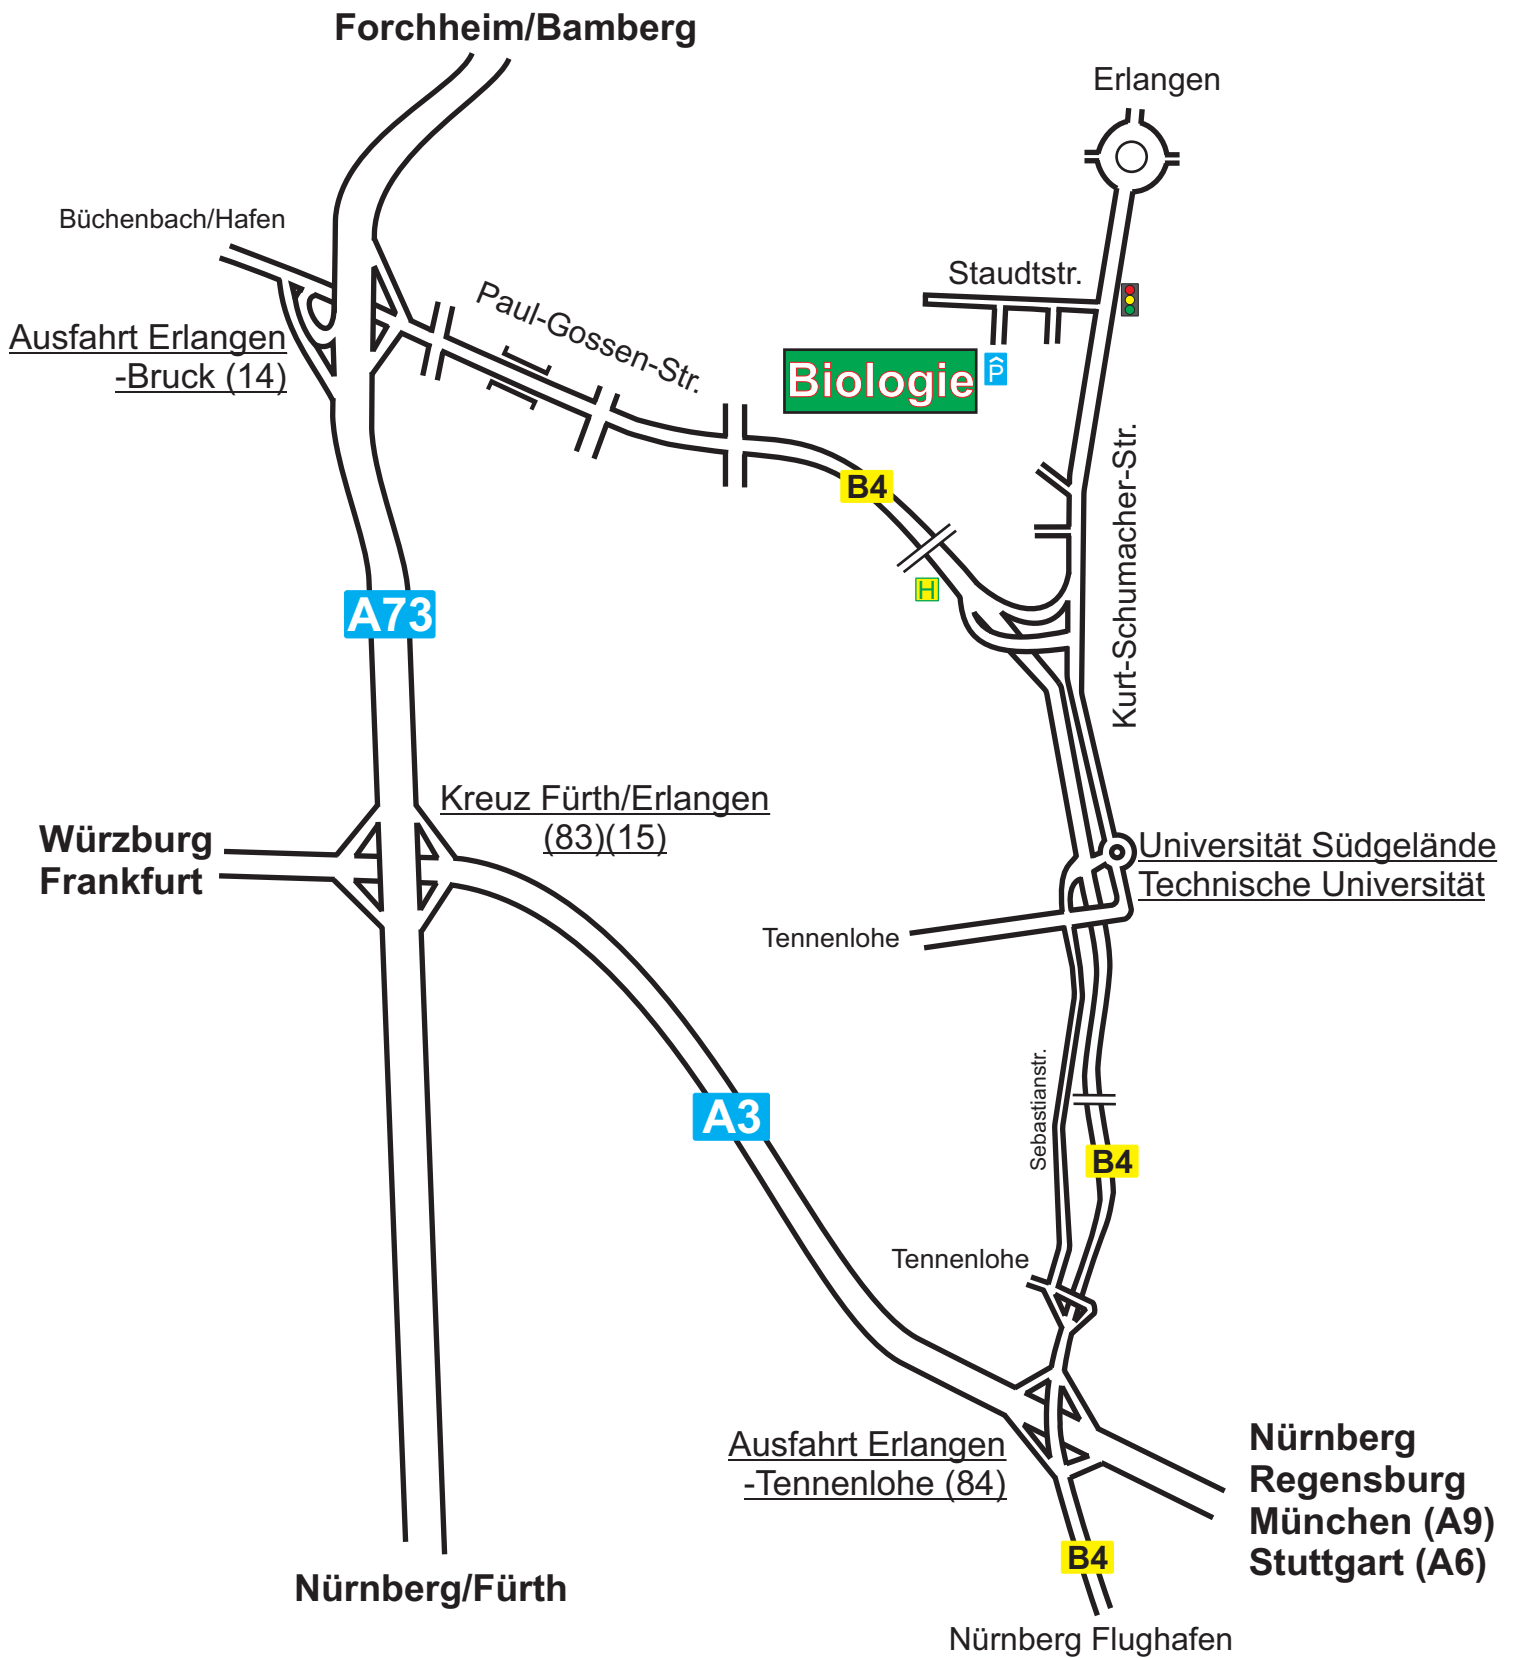 Forchheim/Bamberg
Erlangen
Büchenbach/Hafen
Staudtstr.
Paul-Gossen-Str.
Ausfahrt Erlangen
-Bruck (14)
Biologie
P
B4
H
Kurt-Schumacher-Str.
A73
Kreuz Fürth/Erlangen
(83)(15)
Würzburg
Frankfurt
Universität Südgelände
Technische Universität
Tennenlohe
Sebastianstr.
A3
B4
Tennenlohe
Ausfahrt Erlangen
-Tennenlohe (84)
Nürnberg
Regensburg
München (A9)
Stuttgart (A6)
B4
Nürnberg/Fürth
Nürnberg Flughafen